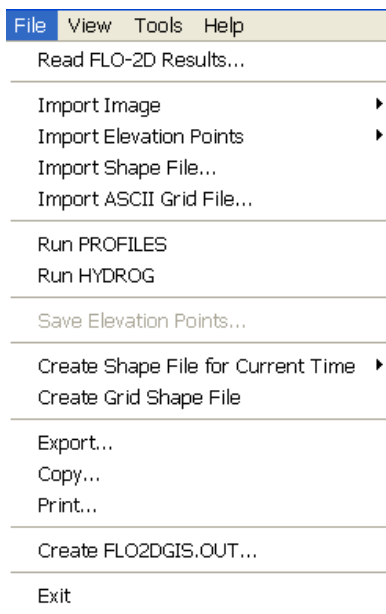 File View Tools Help
Read FLO-2D Results...
Import Image
Import Elevation Points
Import Shape File...
Import ASCII Grid File...
Run PROFILES
Run HYDROG
Save Elevation Points...
Create Shape File for Current Time
Create Grid Shape File
Export...
Copy...
Print...
Create FLO2DGIS.OUT...
Exit